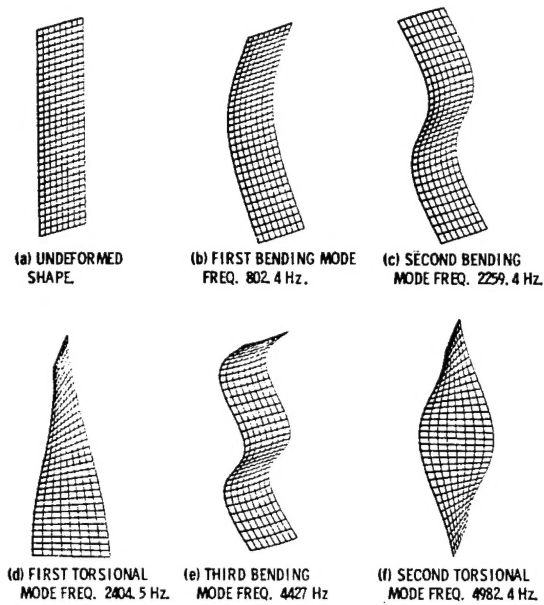 (a) UNDEFORMED
SHAPE.
(b) FIRST BENDING MODE
FREQ. 802.4 Hz.
(c) SECOND BENDING
MODE FREQ. 2259.4 Hz.
(d) FIRST TORSIONAL
MODE FREQ. 2404.5 Hz.
(e) THIRD BENDING
MODE FREQ. 4427 Hz
(f) SECOND TORSIONAL
MODE FREQ. 4982.4 Hz.